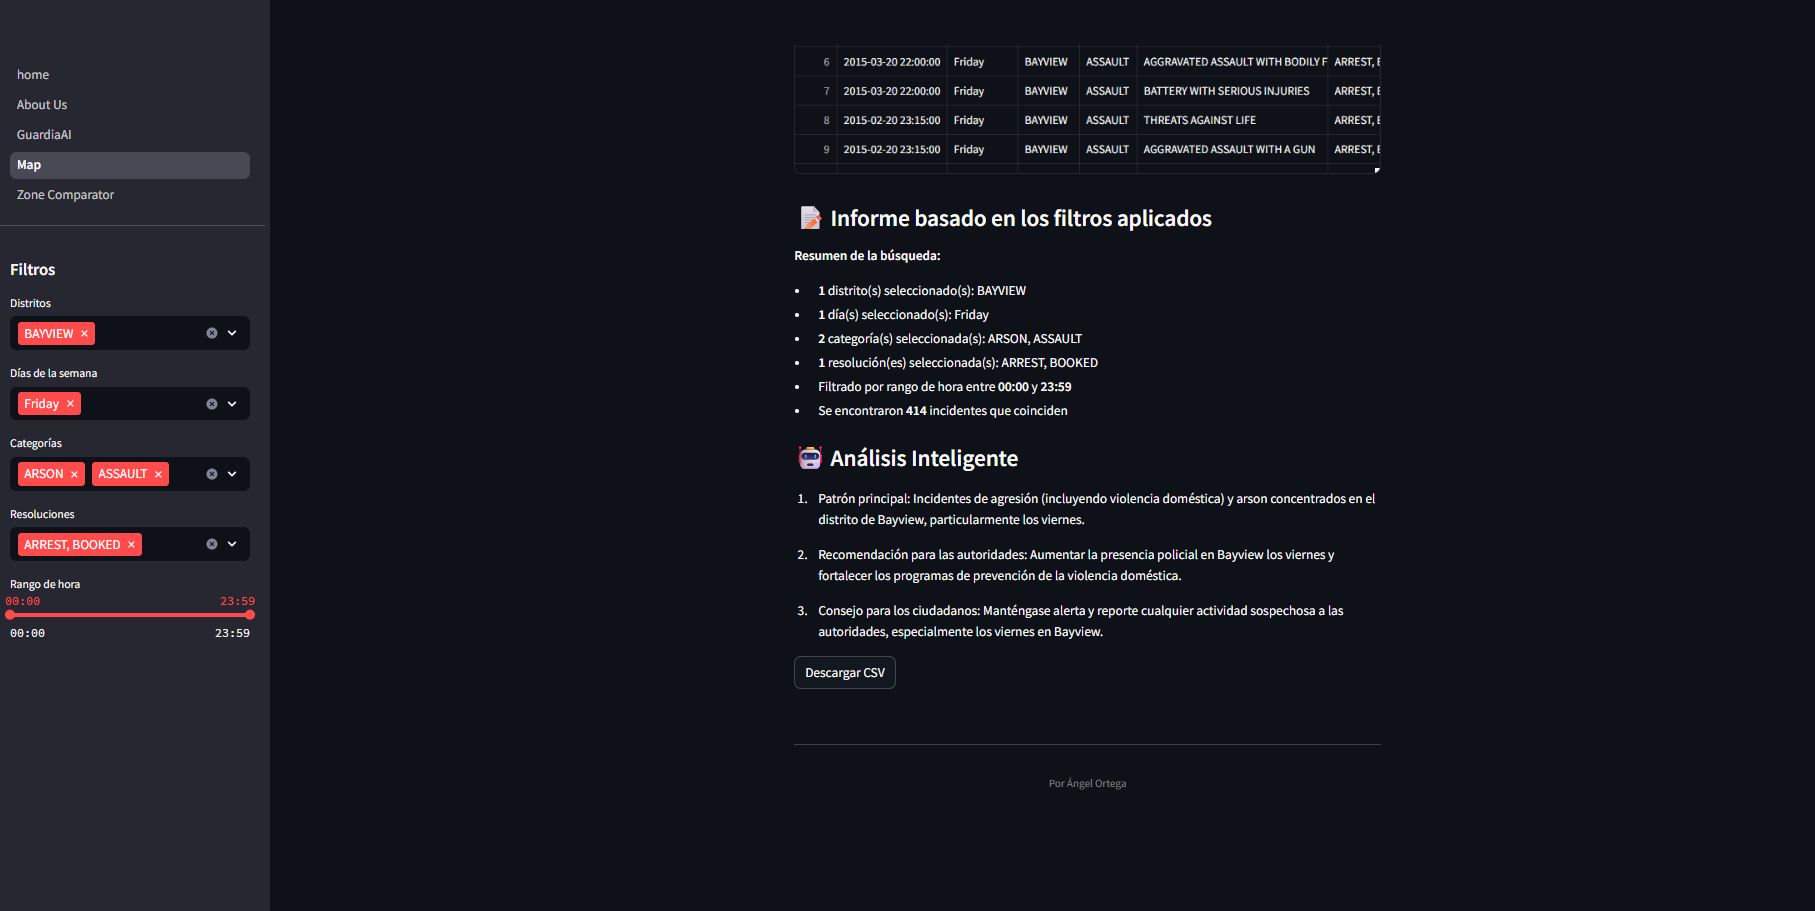 home
About Us
GuardiaAI
Map
Zone Comparator
Filtros
Distritos
BAYVIEW
Días de la semana
Friday
Categorías
ARSON ASSAULT
Resoluciones
ARREST, BOOKED
Rango de hora
00:00 23:59
00:00 23:59
6 2015-03-20 22:00:00 Friday BAYVIEW ASSAULT AGGRAVATED ASSAULT WITH BODILY F ARREST,
7 2015-03-20 22:00:00 Friday BAYVIEW ASSAULT BATTERY WITH SERIOUS INJURIES ARREST,
8 2015-02-20 23:15:00 Friday BAYVIEW ASSAULT THREATS AGAINST LIFE ARREST,
9 2015-02-20 23:15:00 Friday BAYVIEW ASSAULT AGGRAVATED ASSAULT WITH A GUN ARREST,
Informe basado en los filtros aplicados
Resumen de la búsqueda:
• 1 distrito(s) seleccionado(s): BAYVIEW
• 1 día(s) seleccionado(s): Friday
• 2 categoría(s) seleccionada(s): ARSON, ASSAULT
• 1 resolución(es) seleccionada(s): ARREST, BOOKED
• Filtrado por rango de hora entre 00:00 y 23:59
• Se encontraron 414 incidentes que coinciden
Análisis Inteligente
1. Patrón principal: Incidentes de agresión (incluyendo violencia doméstica) y arson concentrados en el
distrito de Bayview, particularmente los viernes.
2. Recomendación para las autoridades: Aumentar la presencia policial en Bayview los viernes y
fortalecer los programas de prevención de la violencia doméstica.
3. Consejo para los ciudadanos: Manténgase alerta y reporte cualquier actividad sospechosa a las
autoridades, especialmente los viernes en Bayview.
Descargar CSV
Por Ángel Ortega